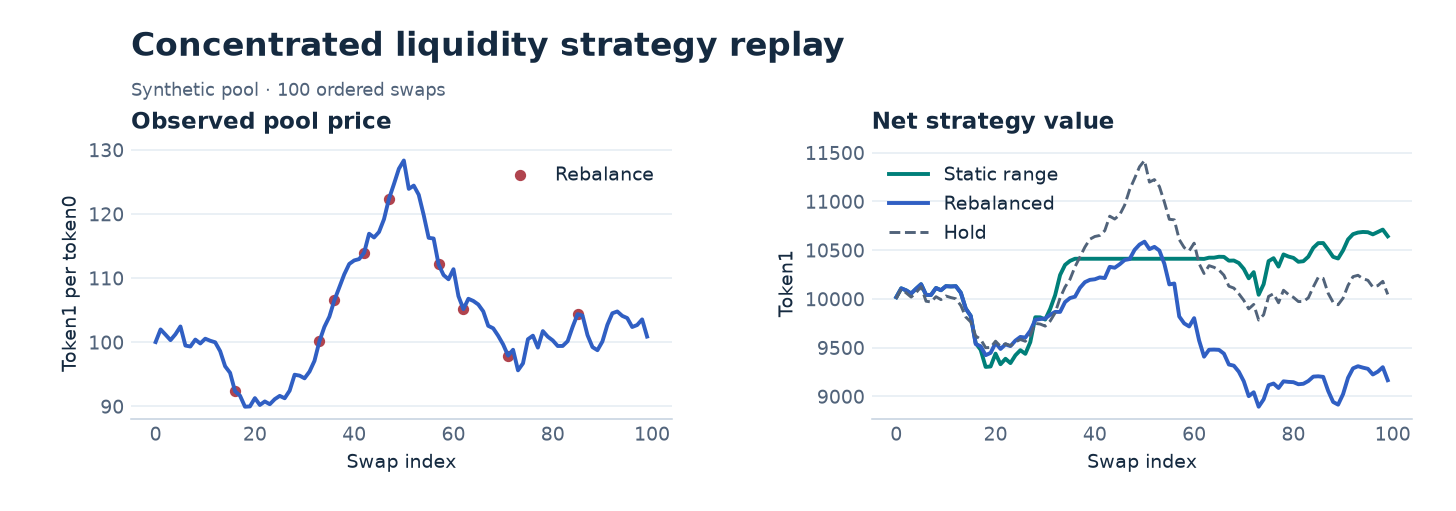 Concentrated liquidity strategy replay
Synthetic pool · 100 ordered swaps
Observed pool price
130
120
110
100
90
Token1 per token0
Rebalance
0 20 40 60 80 100
Swap index
Net strategy value
11500
11000
10500
10000
9500
9000
Token1
Static range
Rebalanced
Hold
0 20 40 60 80 100
Swap index